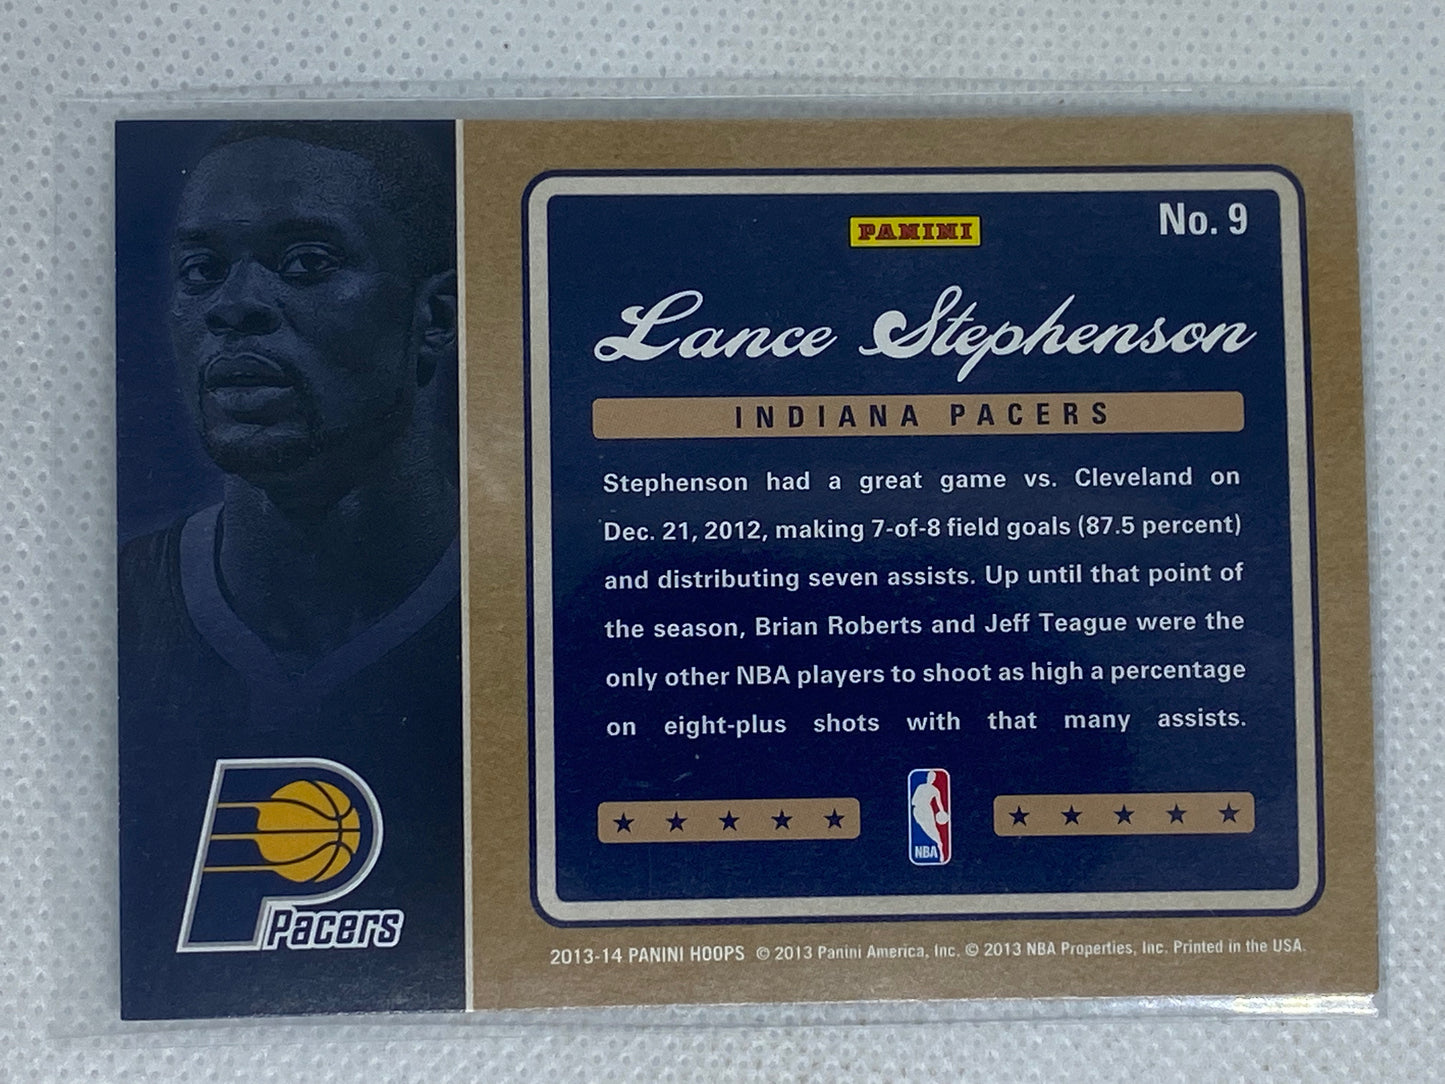 PANINI
No. 9
Lance Stephenson
INDIANA PACERS
Stephenson had a great game vs. Cleveland on
Dec. 21, 2012, making 7-of-8 field goals (87.5 percent)
and distributing seven assists. Up until that point of
the season, Brian Roberts and Jeff Teague were the
only other NBA players to shoot as high a percentage
on eight-plus shots with that many assists.
NBA
Pacers
2013-14 PANINI HOOPS © 2013 Panini America, Inc. © 2013 NBA Properties, Inc. Printed in the USA.